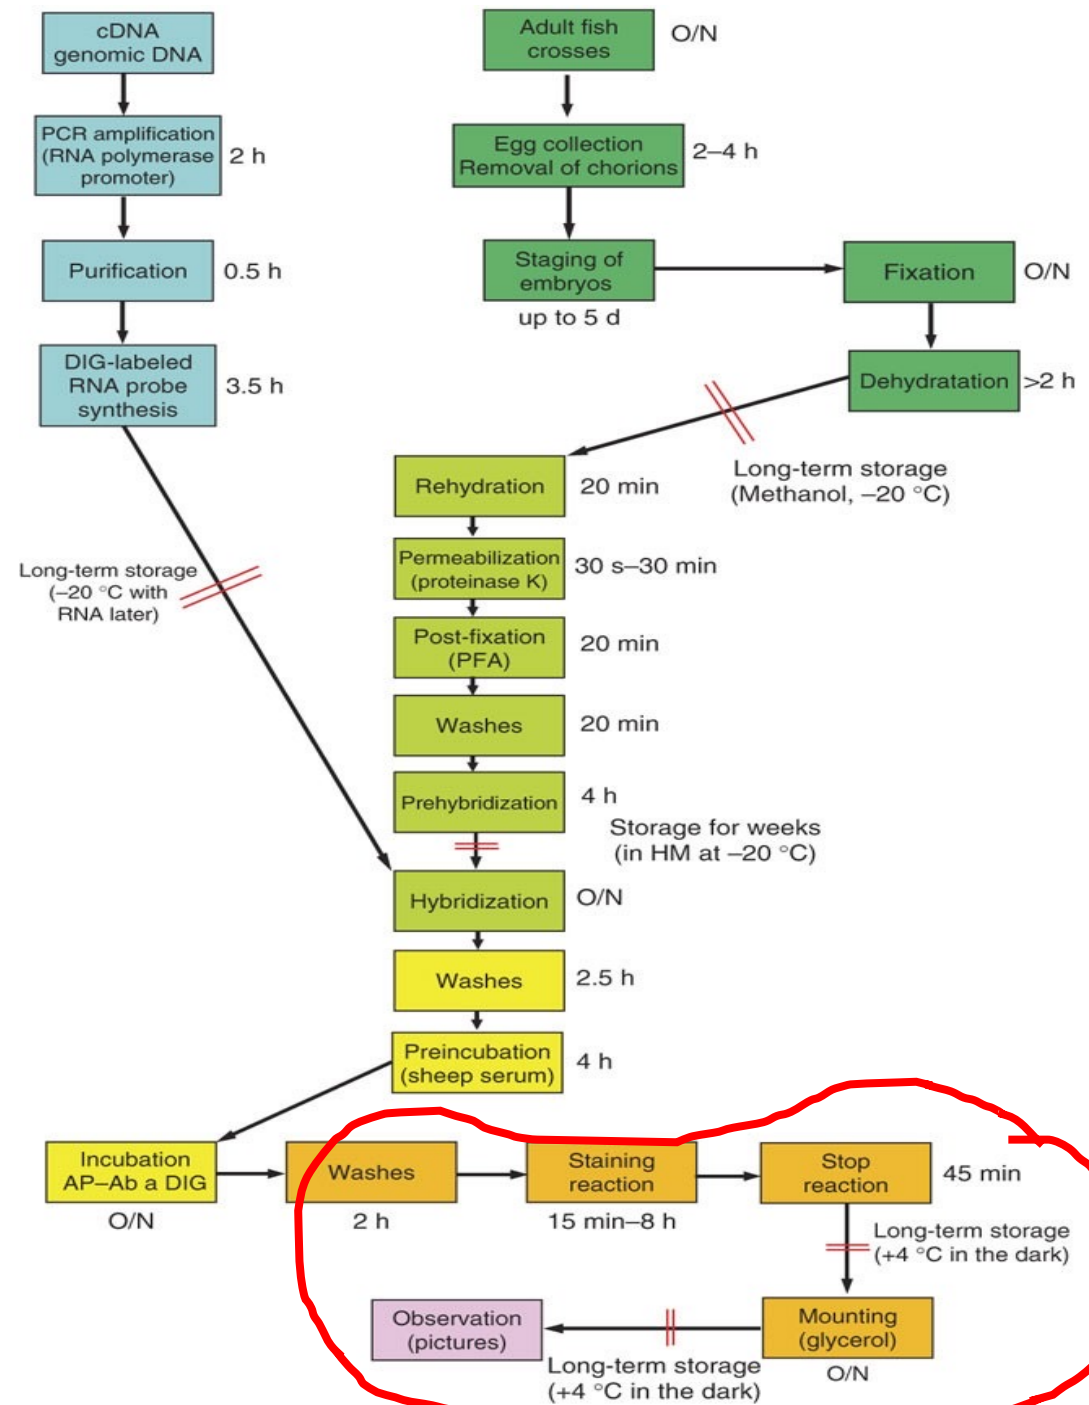 cDNA
genomic DNA
PCR amplification
(RNA polymerase
promoter)
2 h
Purification
0.5 h
DIG-labeled
RNA probe
synthesis
3.5 h
Long-term storage
(–20 °C with
RNA later)
Adult fish
crosses
O/N
Egg collection
Removal of chorions
2–4 h
Staging of
embryos
up to 5 d
Fixation
O/N
Dehydratation
>2 h
Long-term storage
(Methanol, –20 °C)
Rehydration
20 min
Permeabilization
(proteinase K)
30 s–30 min
Post-fixation
(PFA)
20 min
Washes
20 min
Prehybridization
4 h
Storage for weeks
(in HM at –20 °C)
Hybridization
O/N
Washes
2.5 h
Preincubation
(sheep serum)
4 h
Incubation
AP–Ab a DIG
O/N
Washes
2 h
Staining
reaction
15 min–8 h
Stop
reaction
45 min
Long-term storage
(+4 °C in the dark)
Mounting
(glycerol)
O/N
Long-term storage
(+4 °C in the dark)
Observation
(pictures)